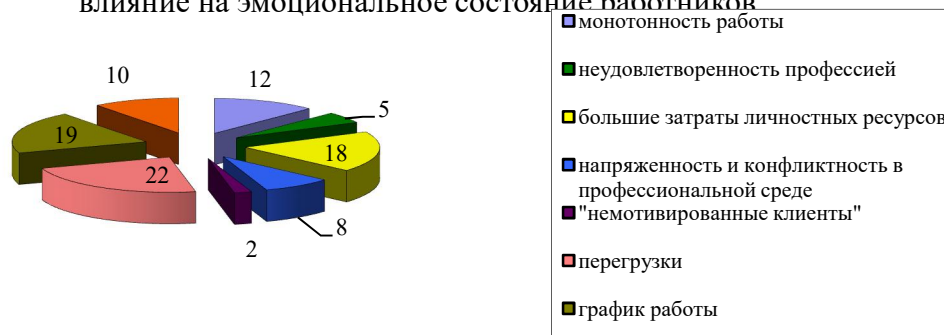 влияние на эмоциональное состояние работников
монотонность работы
неудовлетворенность профессией
большие затраты личностных ресурсов
напряженность и конфликтность в
профессиональной среде
"немотивированные клиенты"
перегрузки
график работы
10
12
5
19
18
22
8
2